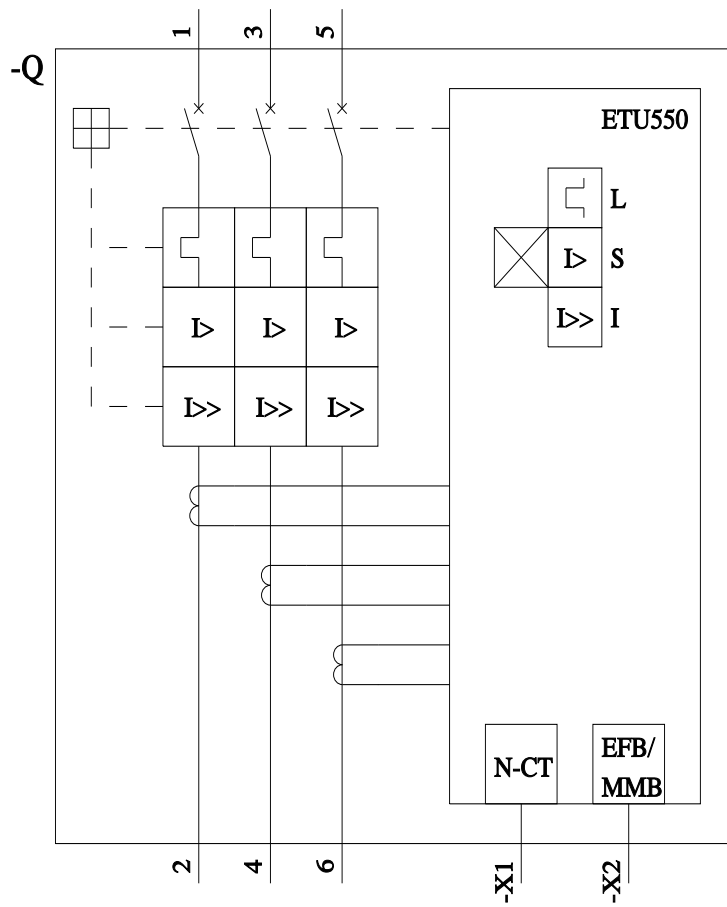 1 3 5
-Q
ETU550
L
I> S
I>> I
I> I> I>
I>> I>> I>>
N-CT
EFB/
MMB
2 4 6 -X1 -X2